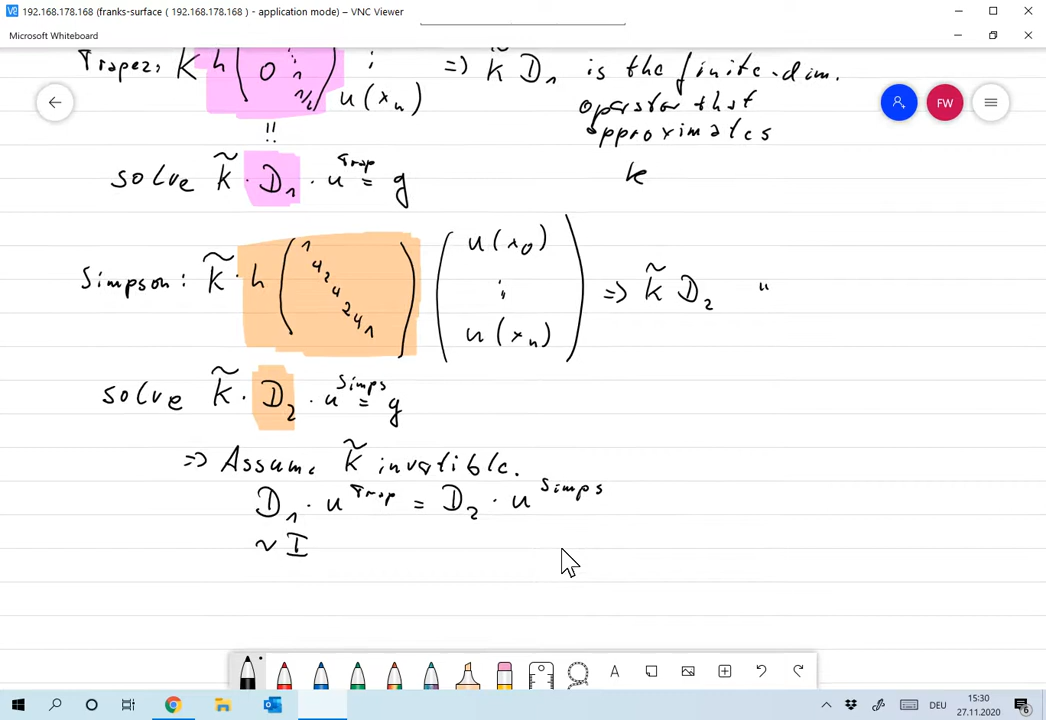 192.168.178.168 (franks-surface ( 192.168.178.168 ) - application mode) – VNC Viewer
Microsoft Whiteboard
Trapez: K h ( 0 1 1 1/2 ) : u(xₙ) => K̃ D₁ is the finite-dim.
operator that
approximates
k
!!
solve K̃ · D₁ · u^Trap = g
FW
Simpson: K̃ · h ( 1 4 2 4 2 4 1 ) ( u(x₀) ⋮ u(xₙ) ) => K̃ D₂ "
solve K̃ · D₂ · u^Simps = g
=> Assume K̃ invertible.
D₁ · u^Trap = D₂ · u^Simps
~ I
A
DEU
15:30
27.11.2020
6